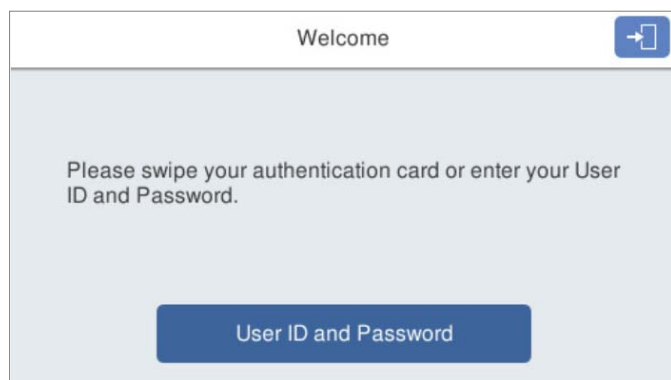 Welcome
Please swipe your authentication card or enter your User
ID and Password.
User ID and Password